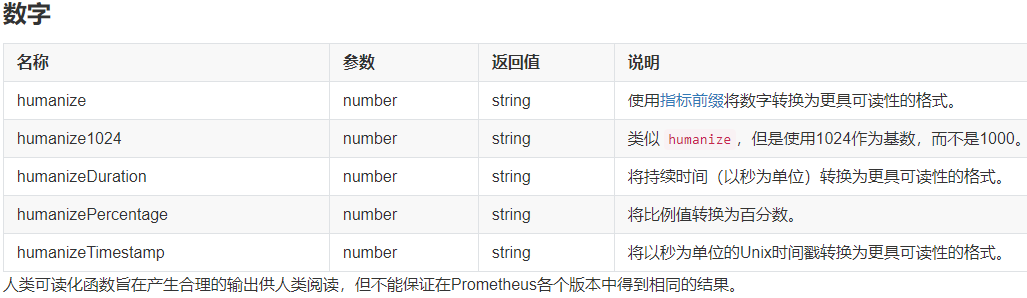 数字
名称 参数 返回值 说明
humanize number string 使用指标前缀将数字转换为更具可读性的格式。
humanize1024 number string 类似 humanize，但是使用1024作为基数，而不是1000。
humanizeDuration number string 将持续时间（以秒为单位）转换为更具可读性的格式。
humanizePercentage number string 将比例值转换为百分数。
humanizeTimestamp number string 将以秒为单位的Unix时间戳转换为更具可读性的格式。
人类可读化函数旨在产生合理的输出供人类阅读，但不能保证在Prometheus各个版本中得到相同的结果。